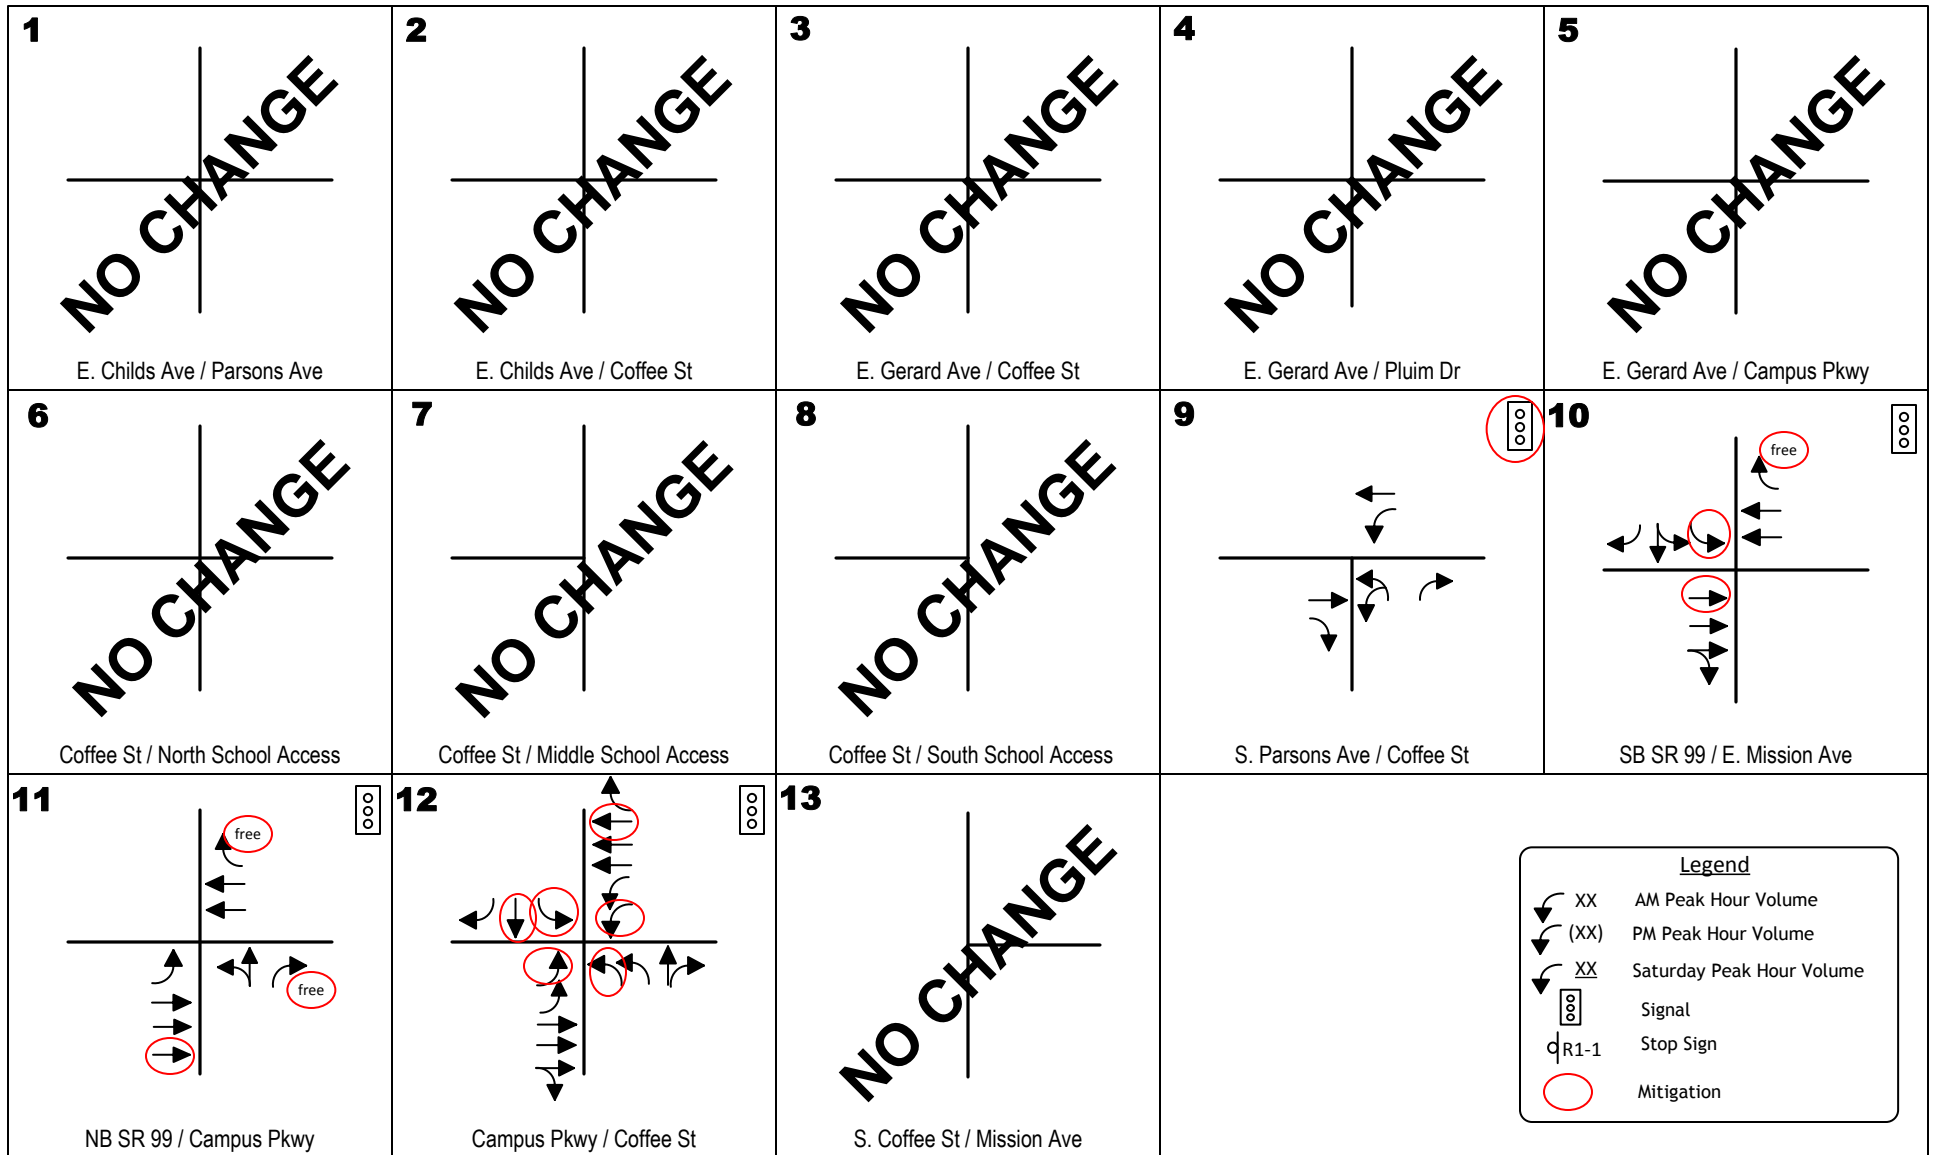 1
NO CHANGE
E. Childs Ave / Parsons Ave
2
NO CHANGE
E. Childs Ave / Coffee St
3
NO CHANGE
E. Gerard Ave / Coffee St
4
NO CHANGE
E. Gerard Ave / Pluim Dr
5
NO CHANGE
E. Gerard Ave / Campus Pkwy
6
NO CHANGE
Coffee St / North School Access
7
NO CHANGE
Coffee St / Middle School Access
8
NO CHANGE
Coffee St / South School Access
9
S. Parsons Ave / Coffee St
10
free
SB SR 99 / E. Mission Ave
11
free
free
NB SR 99 / Campus Pkwy
12
Campus Pkwy / Coffee St
13
NO CHANGE
S. Coffee St / Mission Ave
Legend
XX AM Peak Hour Volume
(XX) PM Peak Hour Volume
XX Saturday Peak Hour Volume
Signal
R1-1 Stop Sign
Mitigation